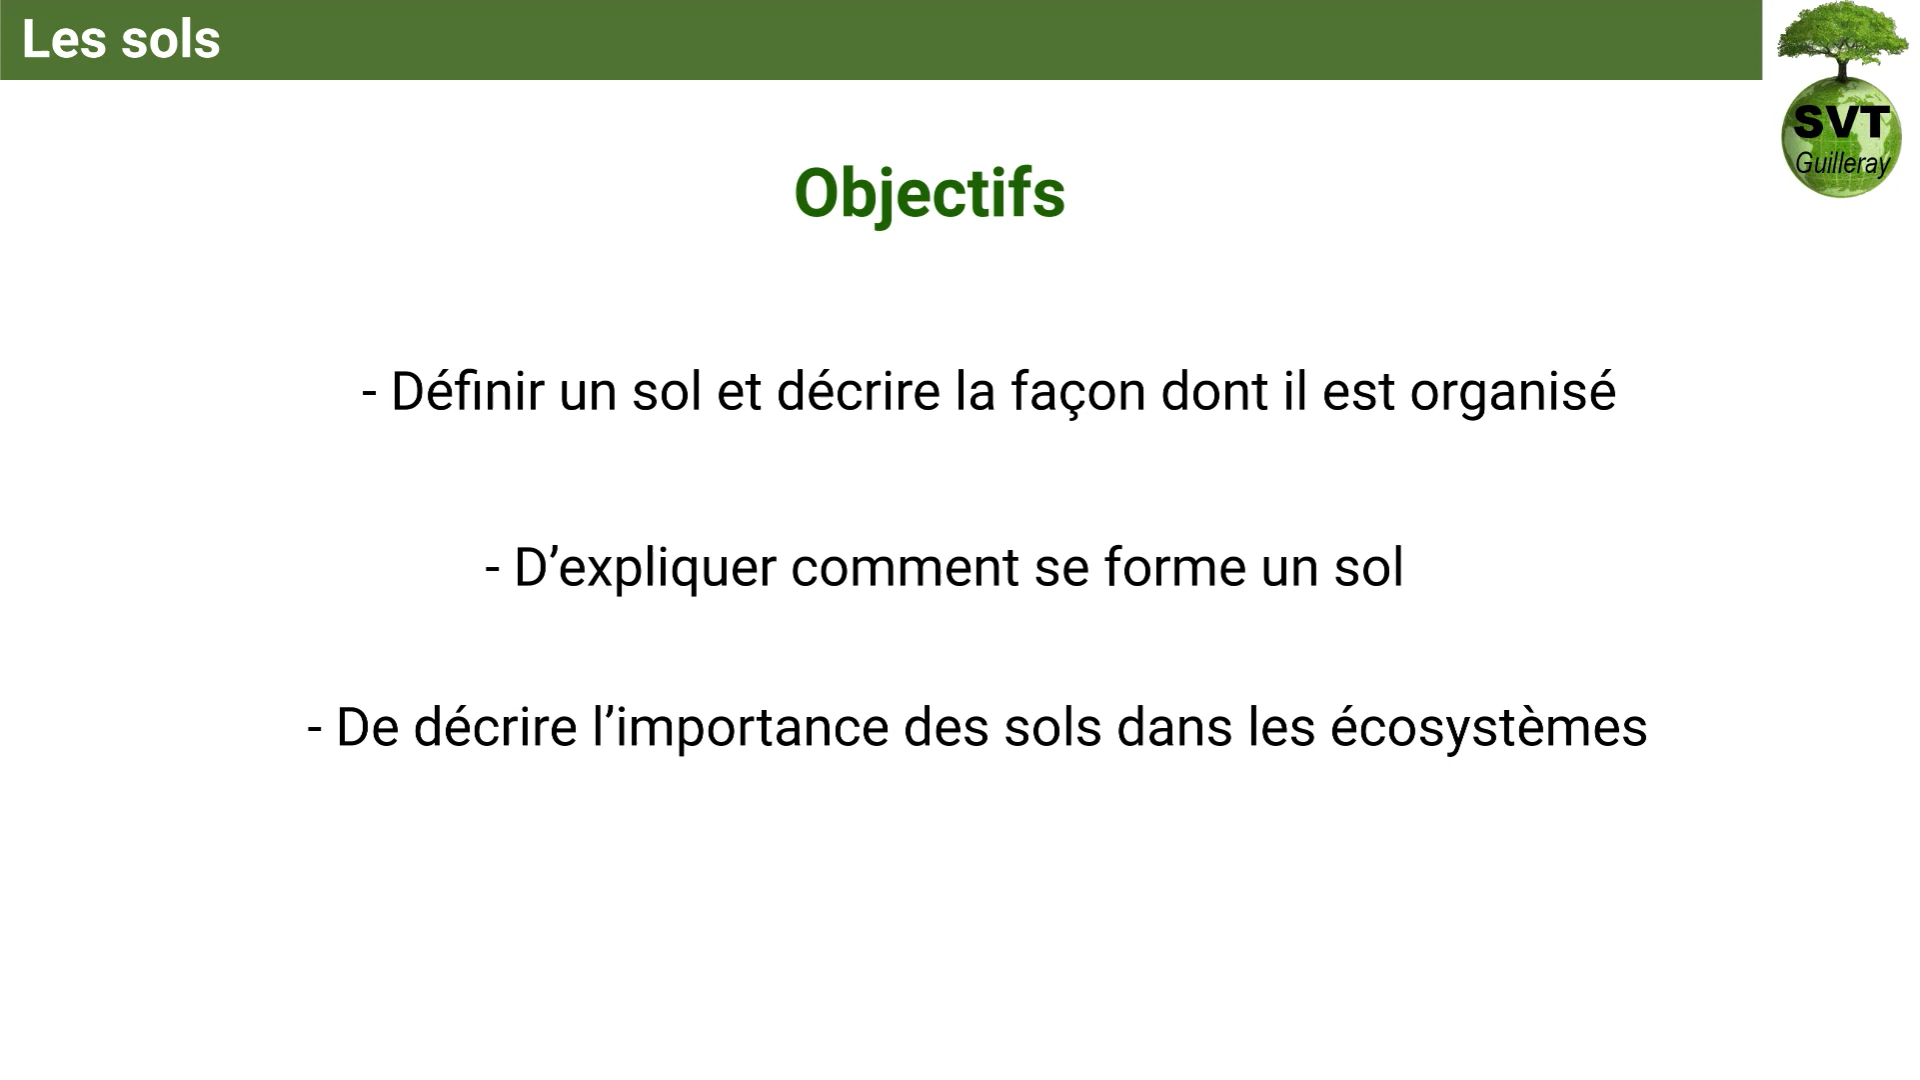 Les sols
SVT
Guilleray
Objectifs
- Définir un sol et décrire la façon dont il est organisé
- D’expliquer comment se forme un sol
- De décrire l’importance des sols dans les écosystèmes